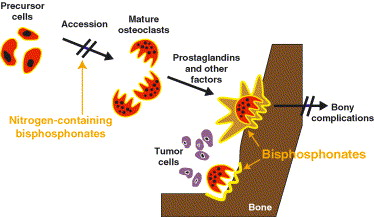 Precursor
cells
Accession
Mature
osteoclasts
Prostaglandins
and other
factors
Nitrogen-containing
bisphosphonates
Bony
complications
Tumor
cells
Bisphosphonates
Bone